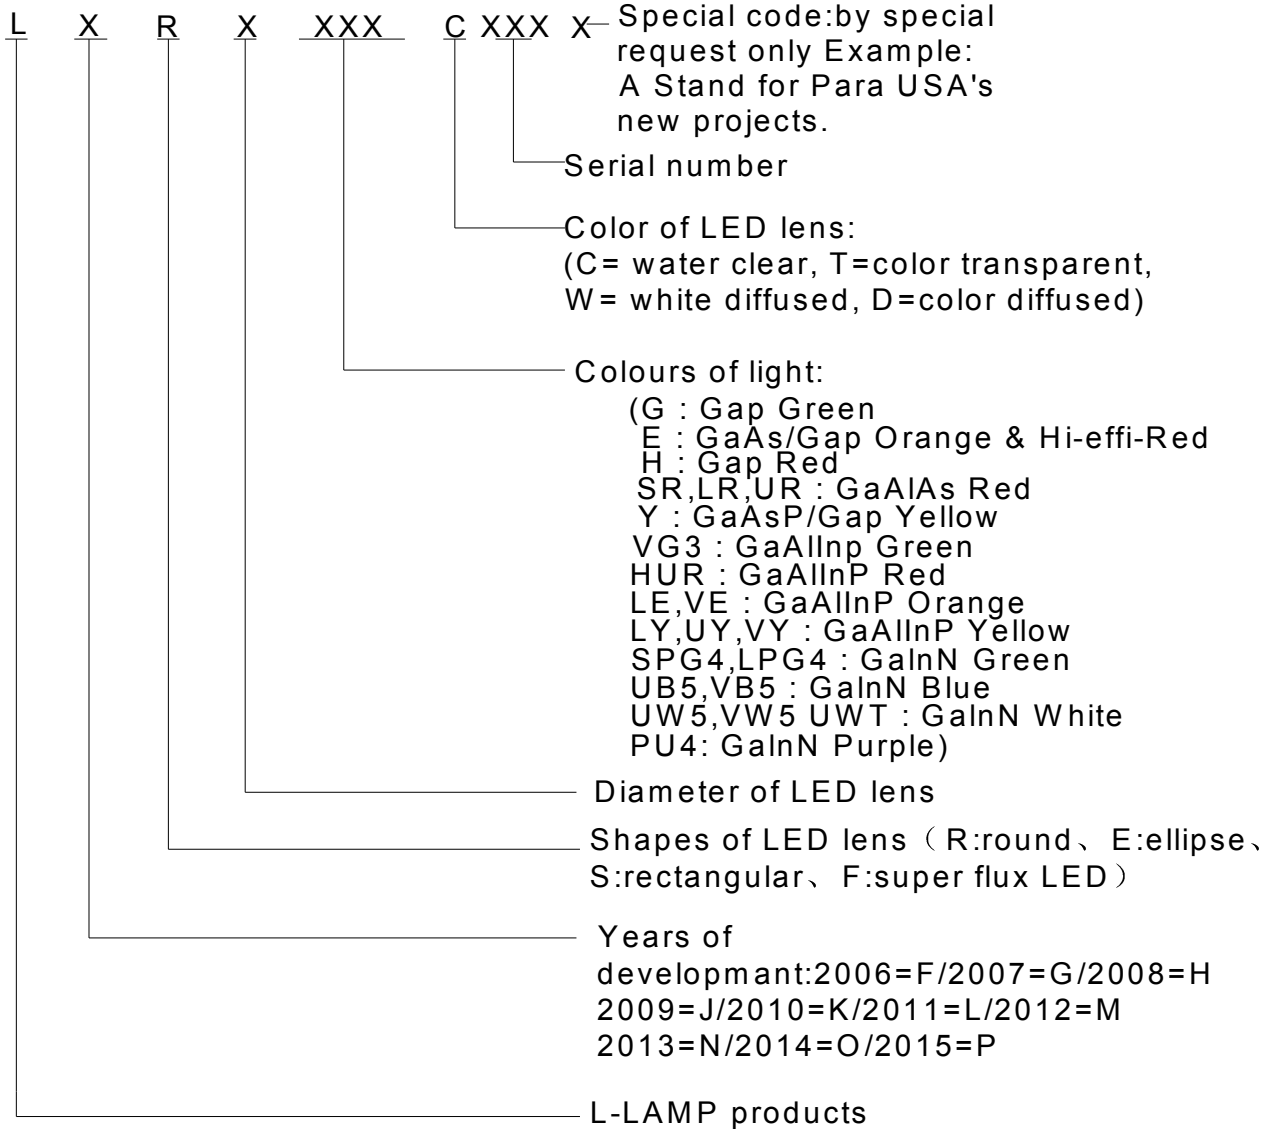 L X R X XXX C XXX X Special code:by special
request only Example:
A Stand for Para USA's
new projects.
Serial number
Color of LED lens:
(C= water clear, T=color transparent,
W= white diffused, D=color diffused)
Colours of light:
(G : Gap Green
E : GaAs/Gap Orange & Hi-effi-Red
H : Gap Red
SR,LR,UR : GaAlAs Red
Y : GaAsP/Gap Yellow
VG3 : GaAlInp Green
HUR : GaAlInP Red
LE,VE : GaAlInP Orange
LY,UY,VY : GaAlInP Yellow
SPG4,LPG4 : GaInN Green
UB5,VB5 : GaInN Blue
UW5,VW5 UWT : GaInN White
PU4: GaInN Purple)
Diameter of LED lens
Shapes of LED lens（R:round、E:ellipse、
S:rectangular、F:super flux LED）
Years of
developmant:2006=F/2007=G/2008=H
2009=J/2010=K/2011=L/2012=M
2013=N/2014=O/2015=P
L-LAMP products